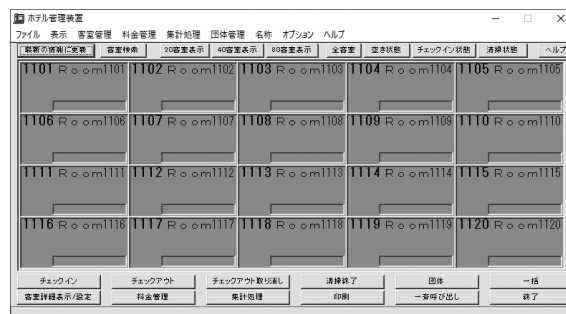 ホテル管理装置
ファイル 表示 客室管理 料金管理 集計処理 団体管理 名称 オプション ヘルプ
最新の情報に更新 客室検索 20客室表示 40客室表示 80客室表示 全客室 空き状態 チェックイン状態 清掃状態 ヘルプ
1101 Ｒｏｏｍ1101 1102 Ｒｏｏｍ1102 1103 Ｒｏｏｍ1103 1104 Ｒｏｏｍ1104 1105 Ｒｏｏｍ1105
1106 Ｒｏｏｍ1106 1107 Ｒｏｏｍ1107 1108 Ｒｏｏｍ1108 1109 Ｒｏｏｍ1109 1110 Ｒｏｏｍ1110
1111 Ｒｏｏｍ1111 1112 Ｒｏｏｍ1112 1113 Ｒｏｏｍ1113 1114 Ｒｏｏｍ1114 1115 Ｒｏｏｍ1115
1116 Ｒｏｏｍ1116 1117 Ｒｏｏｍ1117 1118 Ｒｏｏｍ1118 1119 Ｒｏｏｍ1119 1120 Ｒｏｏｍ1120
チェックイン チェックアウト チェックアウト取り消し 清掃終了 団体 一括
客室詳細表示/設定 料金管理 集計処理 印刷 一斉呼び出し 終了